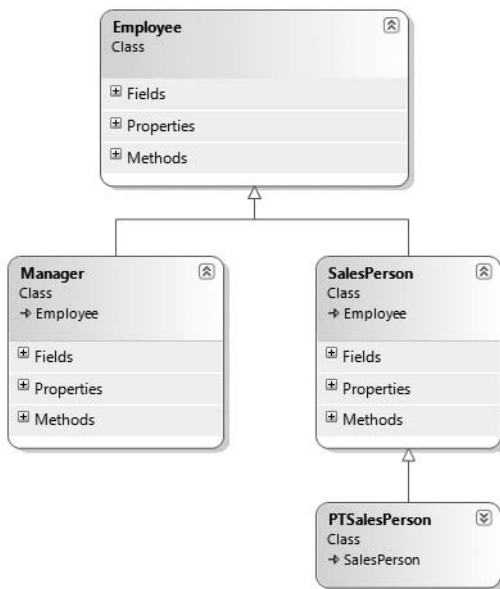 Employee
Class
Fields
Properties
Methods
Manager
Class
Employee
Fields
Properties
Methods
SalesPerson
Class
Employee
Fields
Properties
Methods
PTSalesPerson
Class
SalesPerson